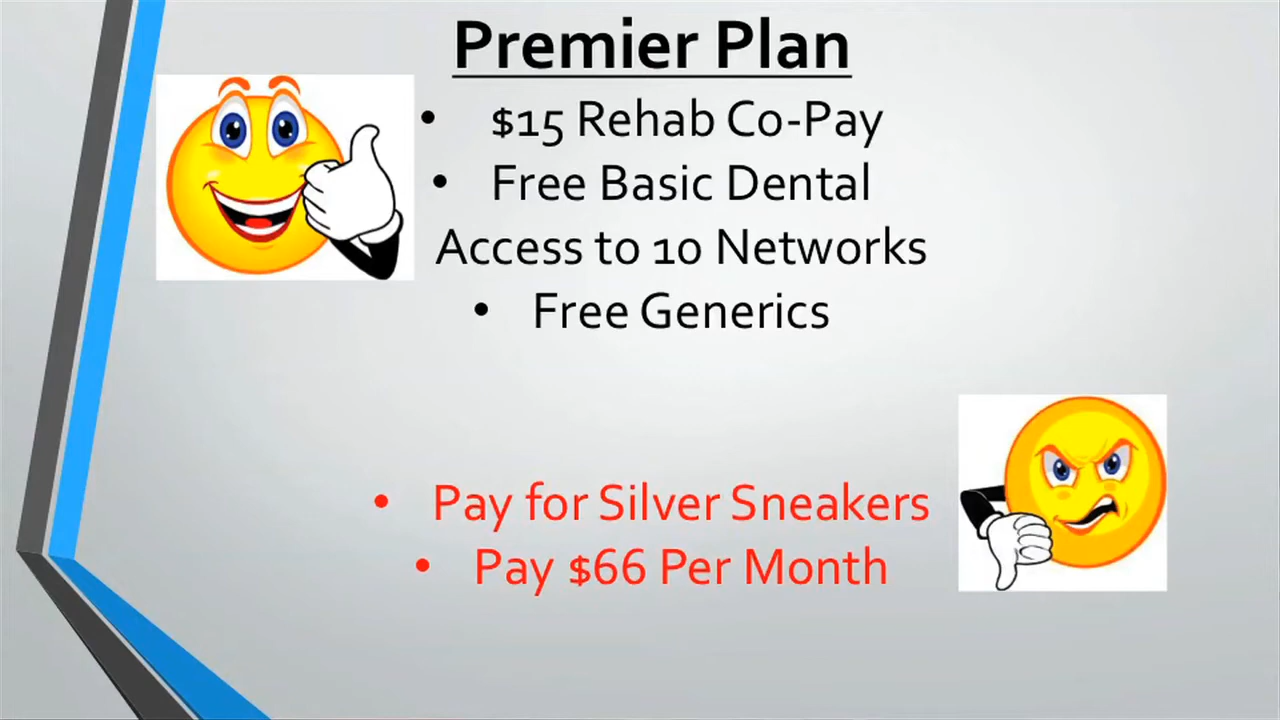 Premier Plan
• $15 Rehab Co-Pay
• Free Basic Dental
Access to 10 Networks
• Free Generics
• Pay for Silver Sneakers
• Pay $66 Per Month